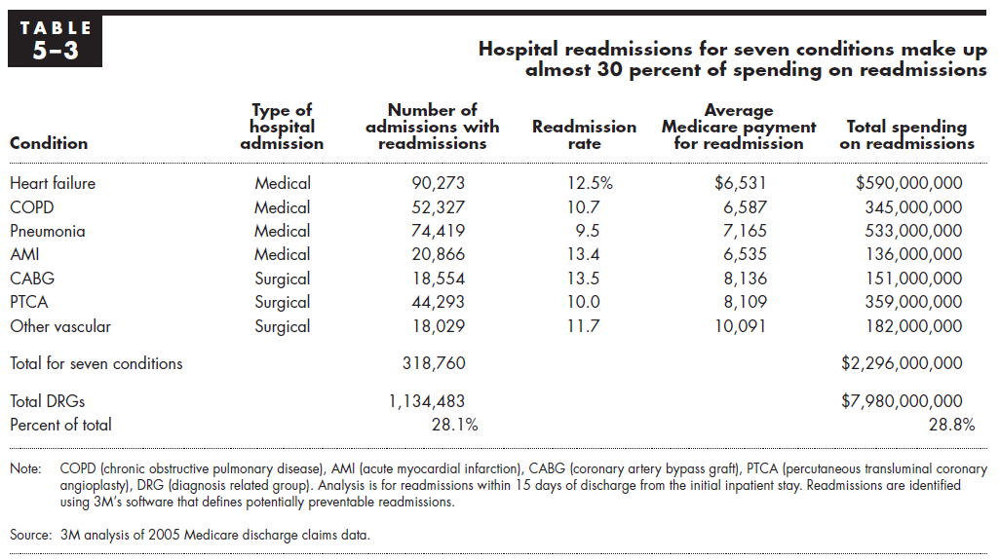 TABLE
5–3
Hospital readmissions for seven conditions make up
almost 30 percent of spending on readmissions
Type of Number of Average
hospital admissions with Readmission Medicare payment Total spending
Condition admission readmissions rate for readmission on readmissions
Heart failure Medical 90,273 12.5% $6,531 $590,000,000
COPD Medical 52,327 10.7 6,587 345,000,000
Pneumonia Medical 74,419 9.5 7,165 533,000,000
AMI Medical 20,866 13.4 6,535 136,000,000
CABG Surgical 18,554 13.5 8,136 151,000,000
PTCA Surgical 44,293 10.0 8,109 359,000,000
Other vascular Surgical 18,029 11.7 10,091 182,000,000
Total for seven conditions 318,760 $2,296,000,000
Total DRGs 1,134,483 $7,980,000,000
Percent of total 28.1% 28.8%
Note: COPD (chronic obstructive pulmonary disease), AMI (acute myocardial infarction), CABG (coronary artery bypass graft), PTCA (percutaneous transluminal coronary
angioplasty), DRG (diagnosis related group). Analysis is for readmissions within 15 days of discharge from the initial inpatient stay. Readmissions are identified
using 3M’s software that defines potentially preventable readmissions.
Source: 3M analysis of 2005 Medicare discharge claims data.